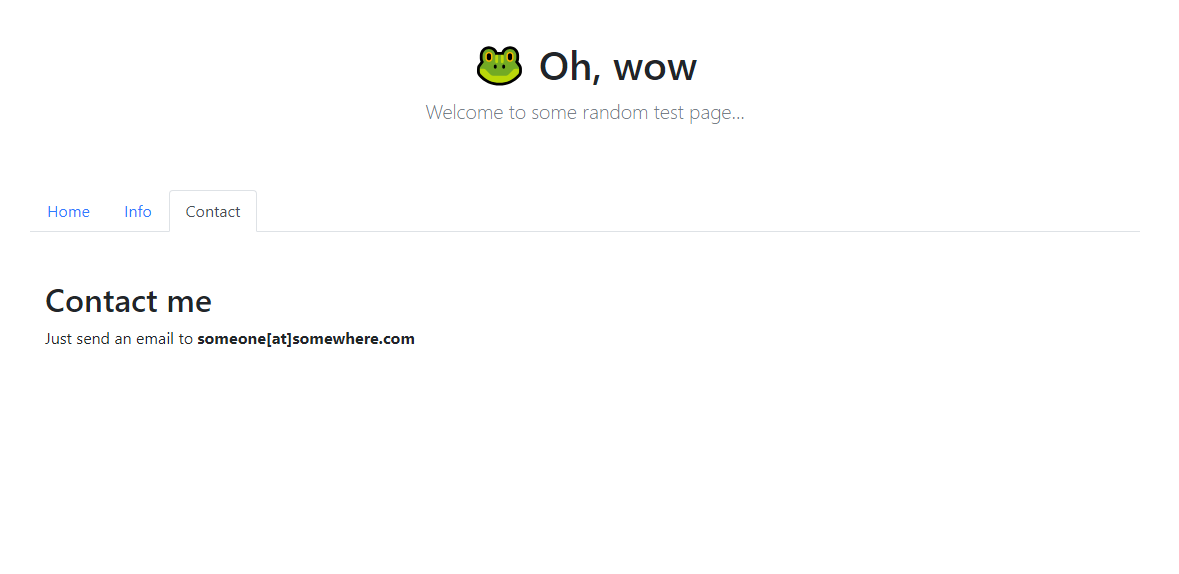 🐸 Oh, wow
Welcome to some random test page...
Home Info Contact
Contact me
Just send an email to someone[at]somewhere.com